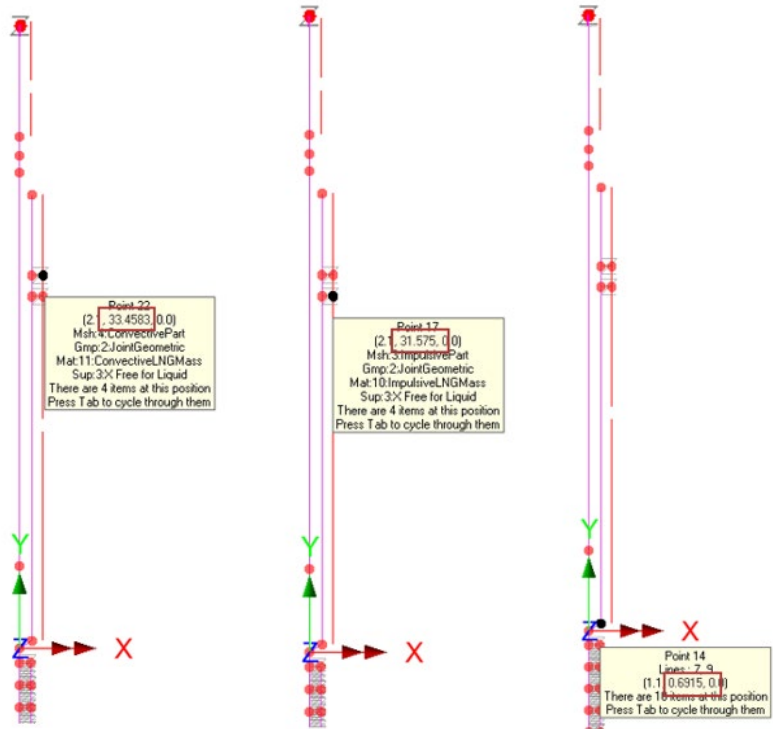 Z
Z
Z
Point 22
(2.1, 33.4583, 0.0)
Msh:4:ConvectivePart
Gmp:2:JointGeometric
Mat:11:ConvectiveLNGMass
Sup:3:X Free for Liquid
There are 4 items at this position
Press Tab to cycle through them
Point 17
(2.1, 31.575, 0.0)
Msh:3:ImpulsivePart
Gmp:2:JointGeometric
Mat:10:ImpulsiveLNGMass
Sup:3:X Free for Liquid
There are 4 items at this position
Press Tab to cycle through them
Y
Y
Y
Z
X
Z
X
Z
X
Point 14
Lines : 7, 9
(1.1, 0.6915, 0.0)
There are 18 items at this position
Press Tab to cycle through them